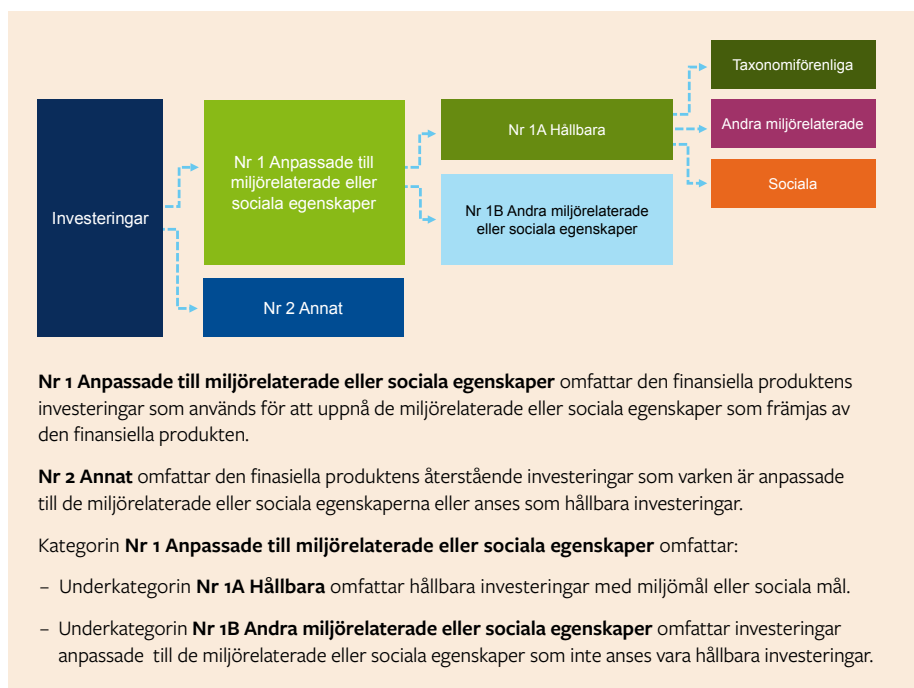 Taxonomiförenliga
Nr 1A Hållbara
Andra miljörelaterade
Nr 1 Anpassade till
miljörelaterade eller
sociala egenskaper
Sociala
Investeringar
Nr 1B Andra miljörelaterade
eller sociala egenskaper
Nr 2 Annat
Nr 1 Anpassade till miljörelaterade eller sociala egenskaper omfattar den finansiella produktens
investeringar som används för att uppnå de miljörelaterade eller sociala egenskaper som främjas av
den finansiella produkten.
Nr 2 Annat omfattar den finasiella produktens återstående investeringar som varken är anpassade
till de miljörelaterade eller sociala egenskaperna eller anses som hållbara investeringar.
Kategorin Nr 1 Anpassade till miljörelaterade eller sociala egenskaper omfattar:
– Underkategorin Nr 1A Hållbara omfattar hållbara investeringar med miljömål eller sociala mål.
– Underkategorin Nr 1B Andra miljörelaterade eller sociala egenskaper omfattar investeringar
anpassade till de miljörelaterade eller sociala egenskaper som inte anses vara hållbara investeringar.